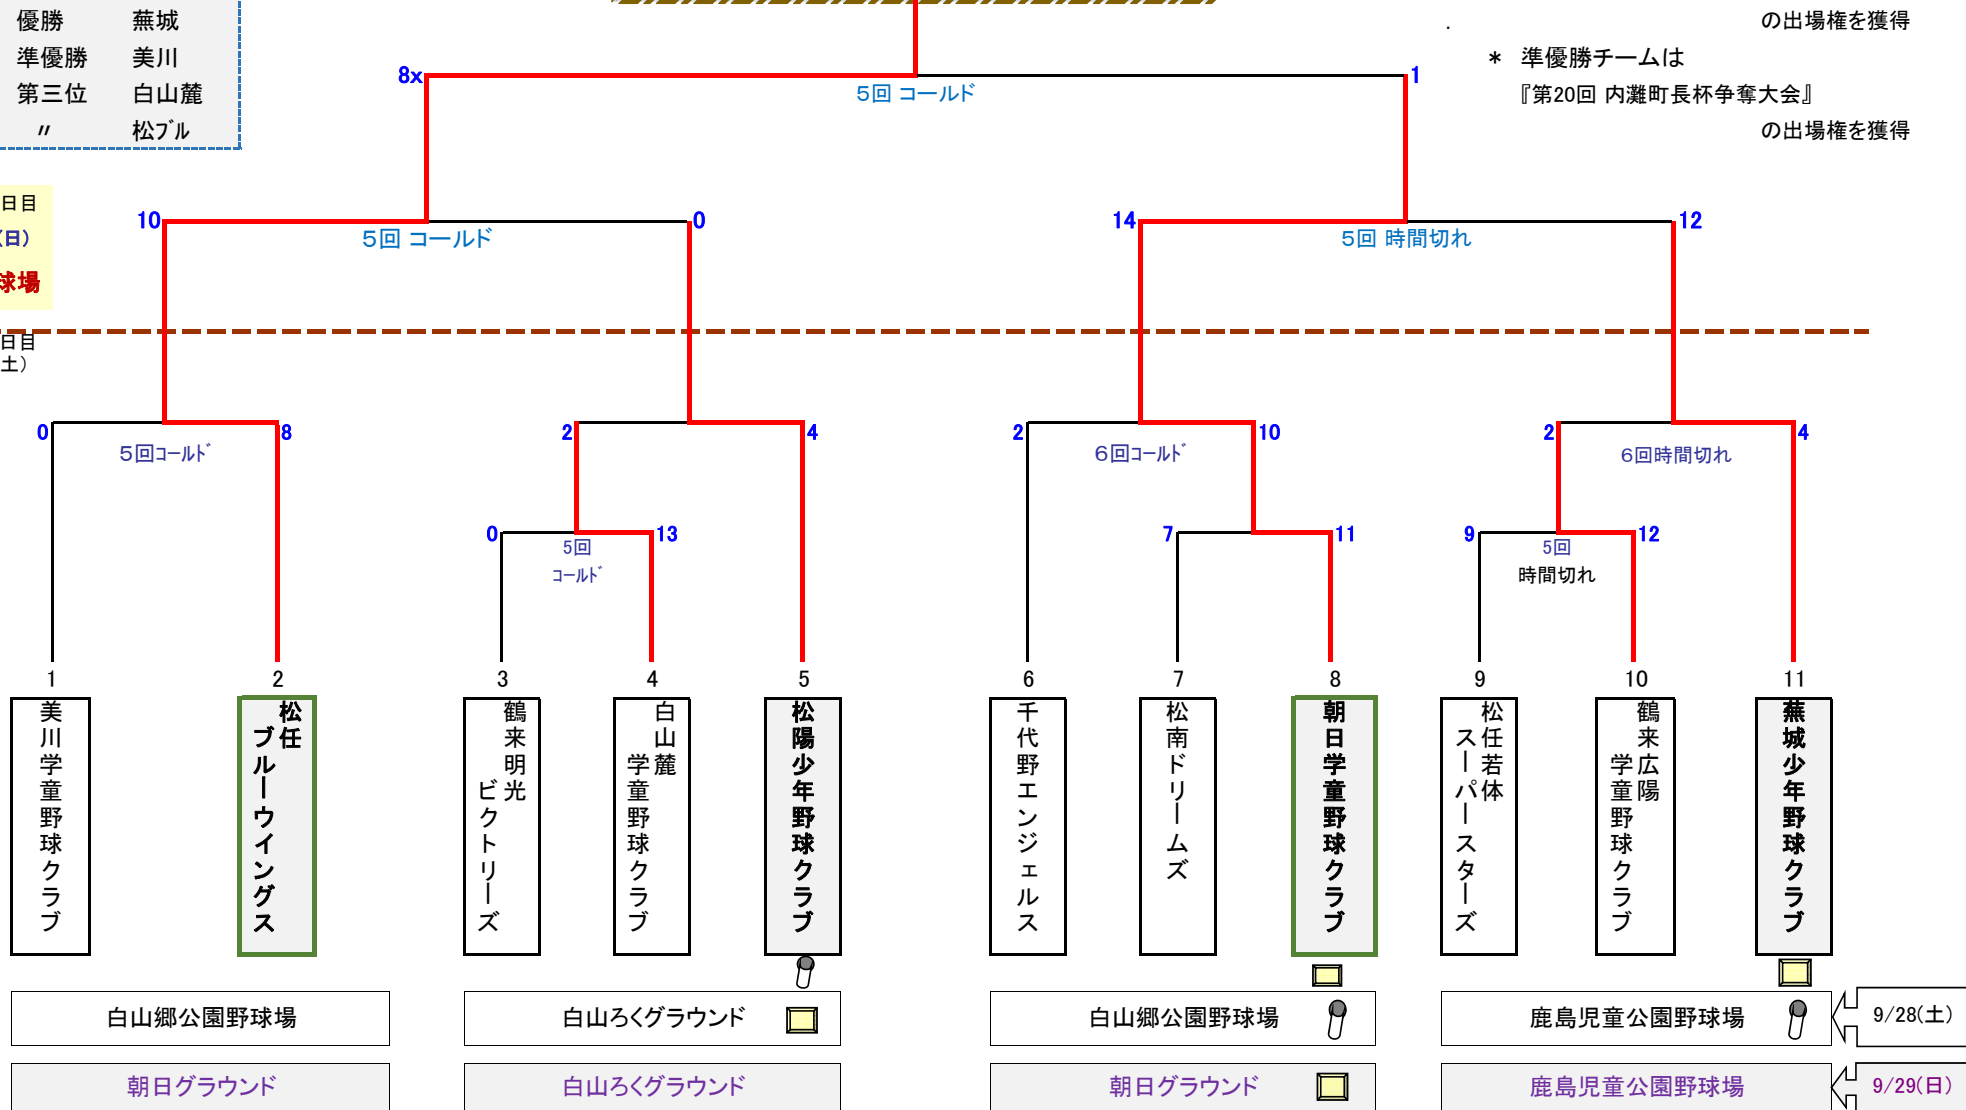 優勝 蕪城
準優勝 美川
第三位 白山麓
〃 松ブル
の出場権を獲得
* 準優勝チームは
『第20回 内灘町長杯争奪大会』
の出場権を獲得
8x
1
5回 コールド
日目
(日)
球場
10
0
5回 コールド
14
12
5回 時間切れ
日目
土)
0
8
5回コールド
2
4
2
10
6回コールド
2
4
6回時間切れ
0
13
5回
コールド
7
11
9
12
5回
時間切れ
1
2
3
4
5
6
7
8
9
10
11
美川学童野球クラブ
松任
ブルーウイングス
鶴来明光
ビクトリーズ
白山麓
学童野球クラブ
松陽少年野球クラブ
千代野エンジェルス
松南ドリームズ
朝日学童野球クラブ
松任若体
スーパースターズ
鶴来広陽
学童野球クラブ
蕪城少年野球クラブ
白山郷公園野球場
白山ろくグラウンド
白山郷公園野球場
鹿島児童公園野球場
9/28(土)
朝日グラウンド
白山ろくグラウンド
朝日グラウンド
鹿島児童公園野球場
9/29(日)